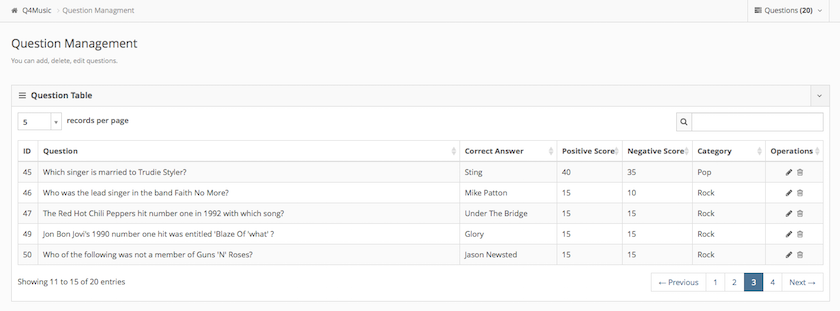 Q4Music > Question Managment Questions (20)
Question Management
You can add, delete, edit questions.
Question Table
5 records per page
ID Question Correct Answer Positive Score Negative Score Category Operations
45 Which singer is married to Trudie Styler? Sting 40 35 Pop
46 Who was the lead singer in the band Faith No More? Mike Patton 15 10 Rock
47 The Red Hot Chili Peppers hit number one in 1992 with which song? Under The Bridge 15 15 Rock
49 Jon Bon Jovi's 1990 number one hit was entitled 'Blaze Of 'what' ? Glory 15 15 Rock
50 Who of the following was not a member of Guns 'N' Roses? Jason Newsted 15 15 Rock
Showing 11 to 15 of 20 entries ← Previous 1 2 3 4 Next →